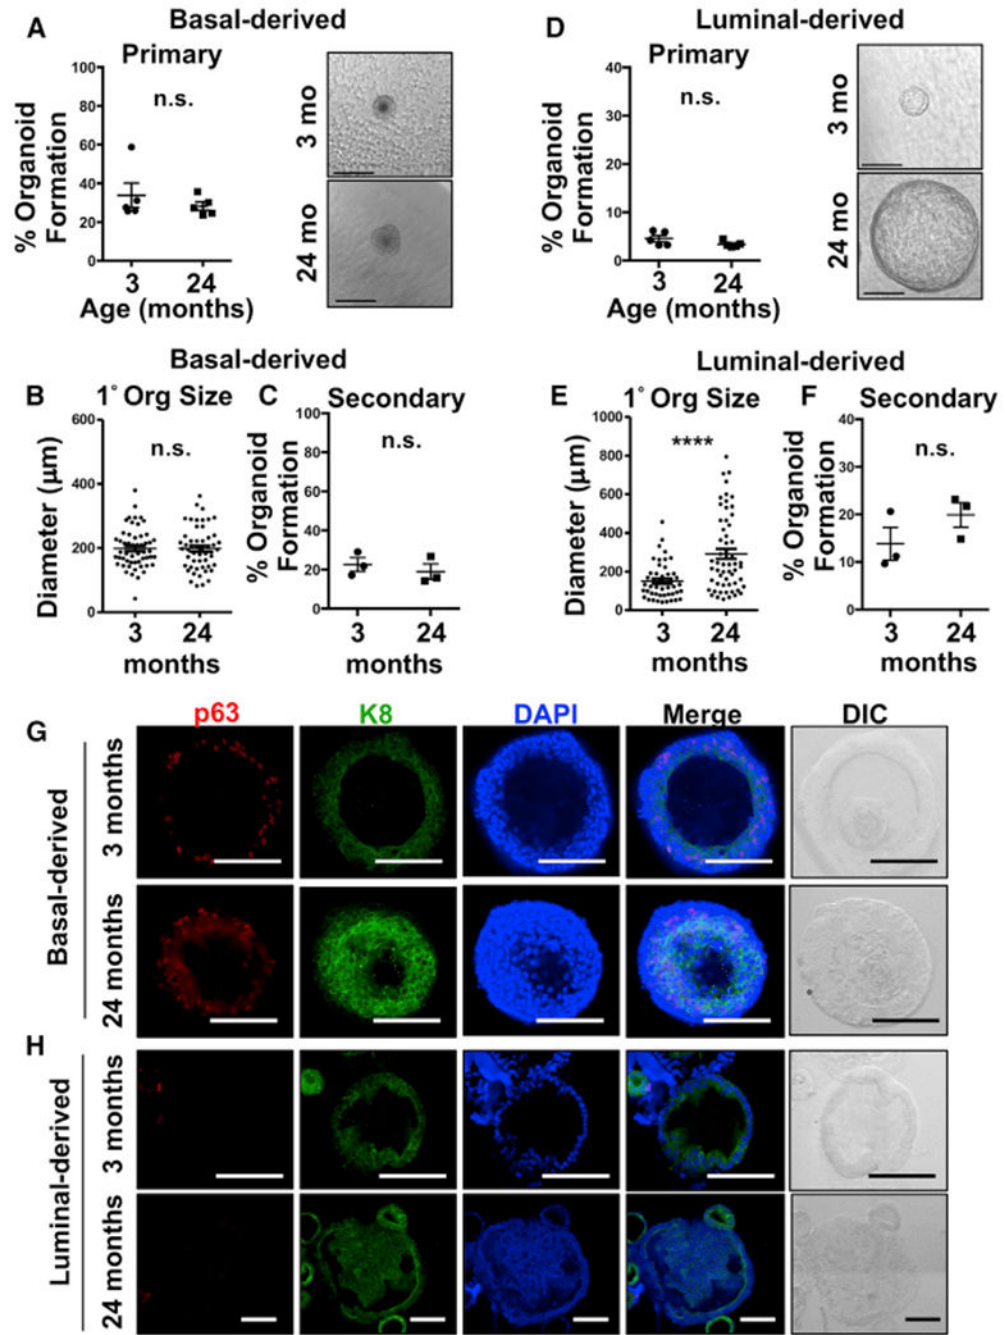 A
Basal-derived
Primary
n.s.
% Organoid
Formation
100
80
60
40
20
0
3
24
Age (months)
3 mo
24 mo
D
Luminal-derived
Primary
n.s.
% Organoid
Formation
40
30
20
10
0
3
24
Age (months)
3 mo
24 mo
Basal-derived
B
1° Org Size
n.s.
Diameter (μm)
600
400
200
0
3
24
months
C
Secondary
n.s.
% Organoid
Formation
100
80
60
40
20
0
3
24
months
Luminal-derived
E
1° Org Size
****
Diameter (μm)
1000
800
600
400
200
0
3
24
months
F
Secondary
n.s.
% Organoid
Formation
40
30
20
10
0
3
24
months
p63
K8
DAPI
Merge
DIC
G
Basal-derived
3 months
24 months
H
Luminal-derived
3 months
24 months